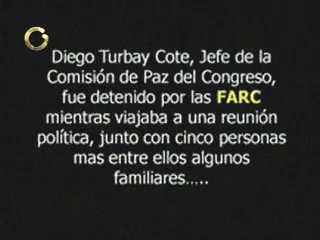 Diego Turbay Cote, Jefe de la
Comisión de Paz del Congreso,
fue detenido por las FARC
mientras viajaba a una reunión
política, junto con cinco personas
mas entre ellos algunos
familiares.....